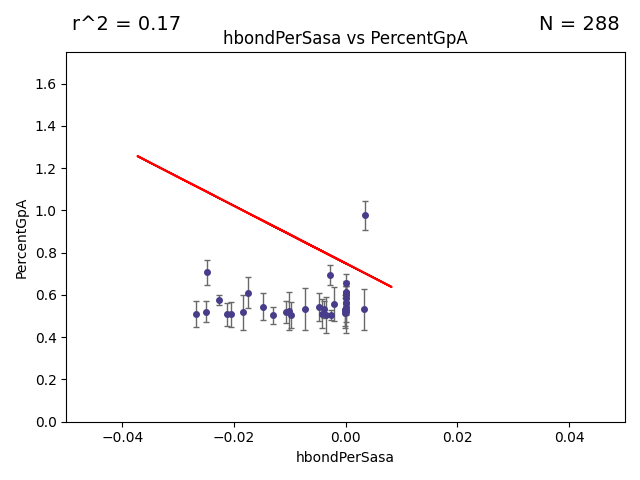 r^2 = 0.17
N = 288
hbondPerSasa vs PercentGpA
1.6
1.4
1.2
1.0
0.8
0.6
0.4
0.2
0.0
PercentGpA
−0.04
−0.02
0.00
0.02
0.04
hbondPerSasa